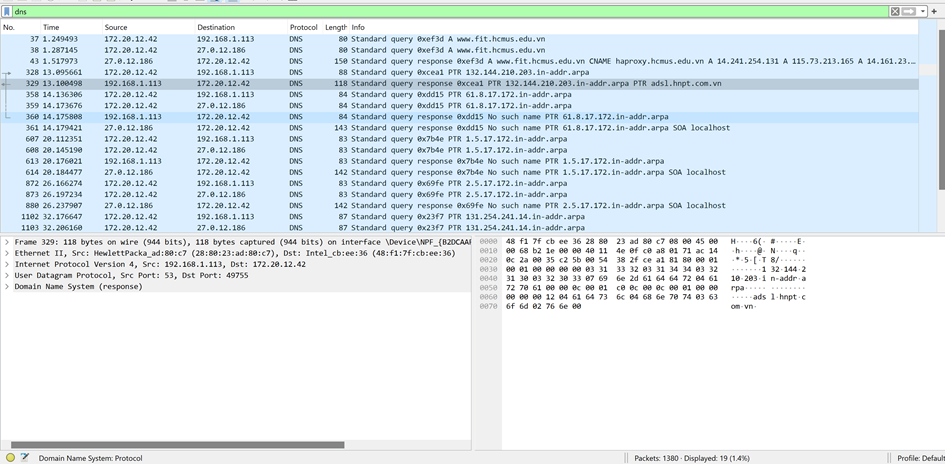 dns
No. Time Source Destination Protocol Length Info
37 1.249493 172.20.12.42 192.168.1.113 DNS 80 Standard query 0xef3d A www.fit.hcmus.edu.vn
38 1.287145 172.20.12.42 27.0.12.186 DNS 80 Standard query 0xef3d A www.fit.hcmus.edu.vn
43 1.517973 27.0.12.186 172.20.12.42 DNS 150 Standard query response 0xef3d A www.fit.hcmus.edu.vn CNAME haproxy.hcmus.edu.vn A 14.241.254.131 A 115.73.213.165 A 14.161.23....
328 13.095661 172.20.12.42 192.168.1.113 DNS 88 Standard query 0xcea1 PTR 132.144.210.203.in-addr.arpa
329 13.100498 192.168.1.113 172.20.12.42 DNS 118 Standard query response 0xcea1 PTR 132.144.210.203.in-addr.arpa PTR adsl.hnpt.com.vn
358 14.136306 172.20.12.42 192.168.1.113 DNS 84 Standard query 0xdd15 PTR 61.8.17.172.in-addr.arpa
359 14.173676 172.20.12.42 27.0.12.186 DNS 84 Standard query 0xdd15 PTR 61.8.17.172.in-addr.arpa
360 14.175808 192.168.1.113 172.20.12.42 DNS 84 Standard query response 0xdd15 No such name PTR 61.8.17.172.in-addr.arpa
361 14.179421 27.0.12.186 172.20.12.42 DNS 143 Standard query response 0xdd15 No such name PTR 61.8.17.172.in-addr.arpa SOA localhost
607 20.112351 172.20.12.42 192.168.1.113 DNS 83 Standard query 0x7b4e PTR 1.5.17.172.in-addr.arpa
608 20.145190 172.20.12.42 27.0.12.186 DNS 83 Standard query 0x7b4e PTR 1.5.17.172.in-addr.arpa
613 20.176021 192.168.1.113 172.20.12.42 DNS 83 Standard query response 0x7b4e No such name PTR 1.5.17.172.in-addr.arpa
614 20.184477 27.0.12.186 172.20.12.42 DNS 142 Standard query response 0x7b4e No such name PTR 1.5.17.172.in-addr.arpa SOA localhost
872 26.166274 172.20.12.42 192.168.1.113 DNS 83 Standard query 0x69fe PTR 2.5.17.172.in-addr.arpa
873 26.197234 172.20.12.42 27.0.12.186 DNS 83 Standard query 0x69fe PTR 2.5.17.172.in-addr.arpa
880 26.237907 27.0.12.186 172.20.12.42 DNS 142 Standard query response 0x69fe No such name PTR 2.5.17.172.in-addr.arpa SOA localhost
1102 32.176647 172.20.12.42 192.168.1.113 DNS 87 Standard query 0x23f7 PTR 131.254.241.14.in-addr.arpa
1103 32.206160 172.20.12.42 27.0.12.186 DNS 87 Standard query 0x23f7 PTR 131.254.241.14.in-addr.arpa
Frame 329: 118 bytes on wire (944 bits), 118 bytes captured (944 bits) on interface \Device\NPF_{B2DCAAF
Ethernet II, Src: HewlettPacka_ad:80:c7 (28:80:23:ad:80:c7), Dst: Intel_cb:ee:36 (48:f1:7f:cb:ee:36)
Internet Protocol Version 4, Src: 192.168.1.113, Dst: 172.20.12.42
User Datagram Protocol, Src Port: 53, Dst Port: 49755
Domain Name System (response)
0000 48 f1 7f cb ee 36 28 80 23 ad 80 c7 08 00 45 00 H····6(· #·····E·
0010 00 68 b2 1e 00 00 40 11 4e 0f c0 a8 01 71 ac 14 ·h····@· N····q··
0020 0c 2a 00 35 c2 5b 00 54 38 2f ce a1 81 80 00 01 ·*·5·[·T 8/······
0030 00 01 00 00 00 00 03 31 33 32 03 31 34 34 03 32 ·······1 32·144·2
0040 31 30 03 32 30 33 07 69 6e 2d 61 64 64 72 04 61 10·203·i n-addr·a
0050 72 70 61 00 00 0c 00 01 c0 0c 00 0c 00 01 00 00 rpa····· ········
0060 00 00 00 12 04 61 64 73 6c 04 68 6e 70 74 03 63 ·····ads l·hnpt·c
0070 6f 6d 02 76 6e 00 om·vn·
Domain Name System: Protocol Packets: 1380 · Displayed: 19 (1.4%) Profile: Default